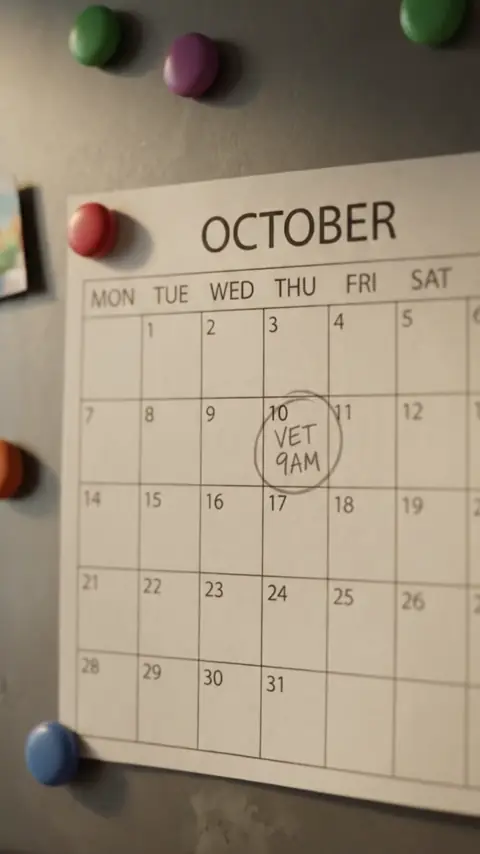 OCTOBER
MON TUE WED THU FRI SAT
1 2 3 4 5
7 8 9 10 11 12
VET
9AM
14 15 16 17 18 19
21 22 23 24 25 26
28 29 30 31